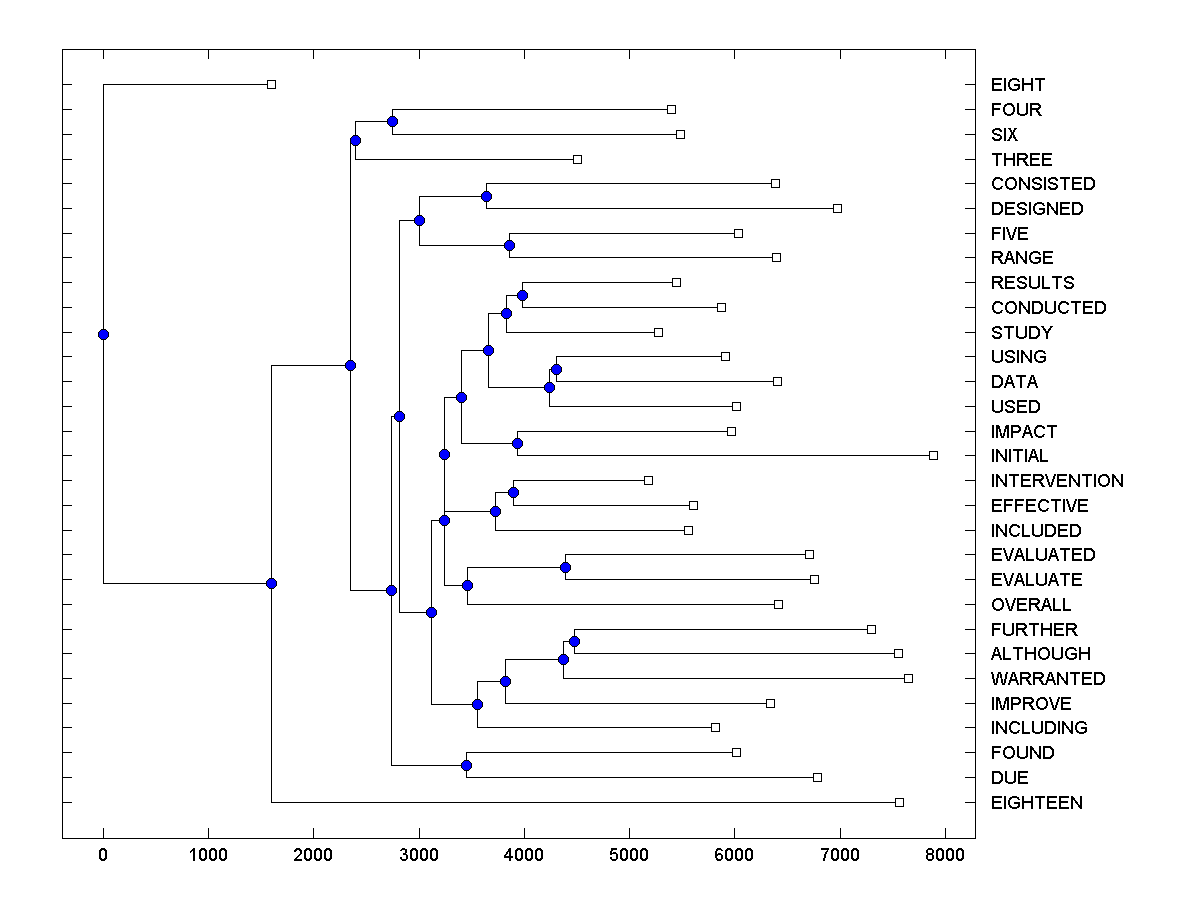 EIGHT
FOUR
SIX
THREE
CONSISTED
DESIGNED
FIVE
RANGE
RESULTS
CONDUCTED
STUDY
USING
DATA
USED
IMPACT
INITIAL
INTERVENTION
EFFECTIVE
INCLUDED
EVALUATED
EVALUATE
OVERALL
FURTHER
ALTHOUGH
WARRANTED
IMPROVE
INCLUDING
FOUND
DUE
EIGHTEEN
0 1000 2000 3000 4000 5000 6000 7000 8000